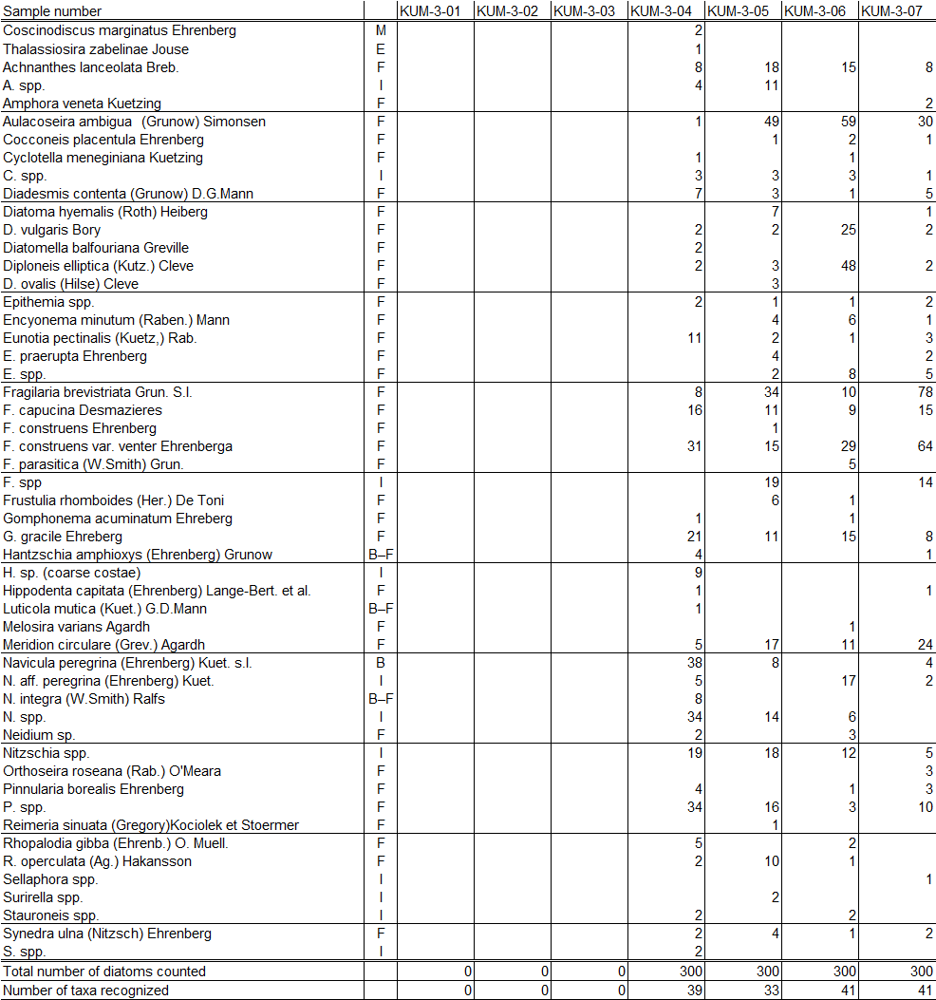 Sample number KUM-3-01 KUM-3-02 KUM-3-03 KUM-3-04 KUM-3-05 KUM-3-06 KUM-3-07
Coscinodiscus marginatus Ehrenberg M 2
Thalassiosira zabelinae Jouse E 1
Achnanthes lanceolata Breb. F 8 18 15 8
A. spp. I 4 11
Amphora veneta Kuetzing F 2
Aulacoseira ambigua (Grunow) Simonsen F 1 49 59 30
Cocconeis placentula Ehrenberg F 1 2 1
Cyclotella meneginiana Kuetzing F 1 1
C. spp. I 3 3 3 1
Diadesmis contenta (Grunow) D.G.Mann F 7 3 1 5
Diatoma hyemalis (Roth) Heiberg F 7 1
D. vulgaris Bory F 2 2 25 2
Diatomella balfouriana Greville F 2
Diploneis elliptica (Kutz.) Cleve F 2 3 48 2
D. ovalis (Hilse) Cleve F 3
Epithemia spp. F 2 1 1 2
Encyonema minutum (Raben.) Mann F 4 6 1
Eunotia pectinalis (Kuetz,) Rab. F 11 2 1 3
E. praerupta Ehrenberg F 4 2
E. spp. F 2 8 5
Fragilaria brevistriata Grun. S.l. F 8 34 10 78
F. capucina Desmazieres F 16 11 9 15
F. construens Ehrenberg F 1
F. construens var. venter Ehrenberga F 31 15 29 64
F. parasitica (W.Smith) Grun. F 5
F. spp I 19 14
Frustulia rhomboides (Her.) De Toni F 6 1
Gomphonema acuminatum Ehreberg F 1 1
G. gracile Ehreberg F 21 11 15 8
Hantzschia amphioxys (Ehrenberg) Grunow B–F 4 1
H. sp. (coarse costae) I 9
Hippodenta capitata (Ehrenberg) Lange-Bert. et al. F 1 1
Luticola mutica (Kuet.) G.D.Mann B–F 1
Melosira varians Agardh F 1
Meridion circulare (Grev.) Agardh F 5 17 11 24
Navicula peregrina (Ehrenberg) Kuet. s.l. B 38 8 4
N. aff. peregrina (Ehrenberg) Kuet. I 5 17 2
N. integra (W.Smith) Ralfs B–F 8
N. spp. I 34 14 6
Neidium sp. F 2 3
Nitzschia spp. I 19 18 12 5
Orthoseira roseana (Rab.) O'Meara F 3
Pinnularia borealis Ehrenberg F 4 1 3
P. spp. F 34 16 3 10
Reimeria sinuata (Gregory)Kociolek et Stoermer F 1
Rhopalodia gibba (Ehrenb.) O. Muell. F 5 2
R. operculata (Ag.) Hakansson F 2 10 1
Sellaphora spp. I 1
Surirella spp. I 2
Stauroneis spp. I 2 2
Synedra ulna (Nitzsch) Ehrenberg F 2 4 1 2
S. spp. I 2
Total number of diatoms counted 0 0 0 300 300 300 300
Number of taxa recognized 0 0 0 39 33 41 41